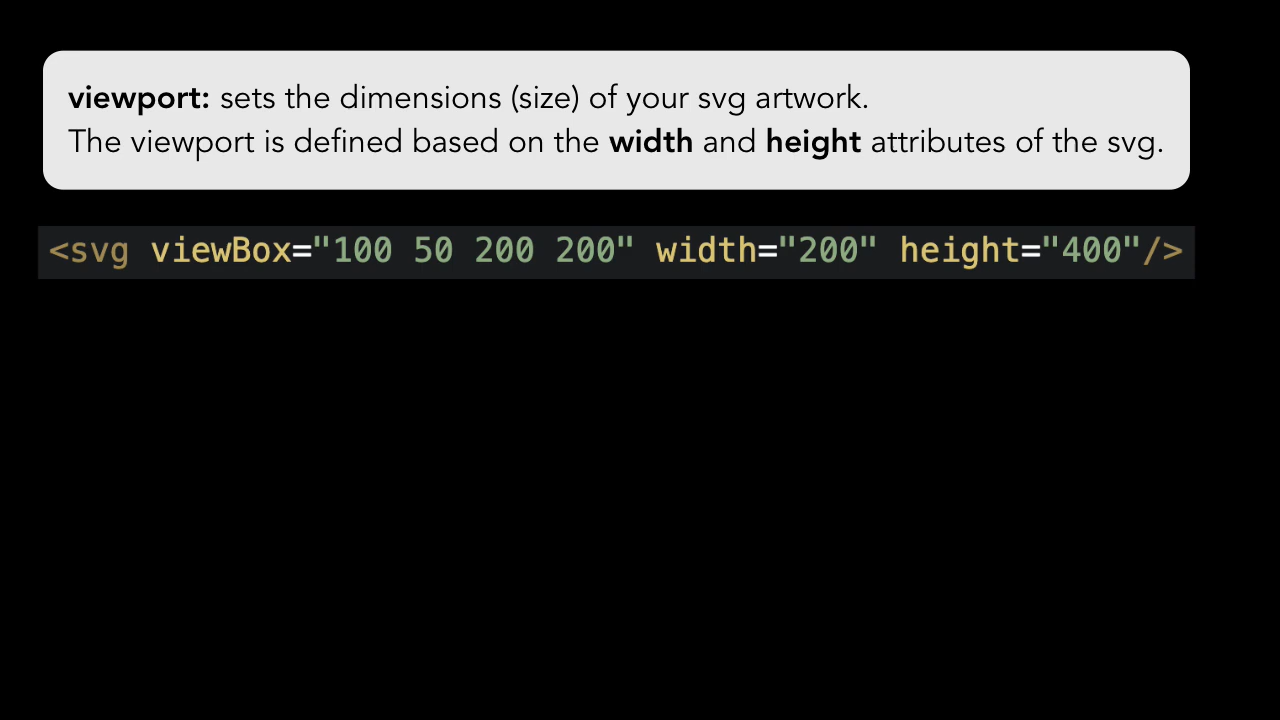 viewport: sets the dimensions (size) of your svg artwork.
The viewport is defined based on the width and height attributes of the svg.
<svg viewBox="100 50 200 200" width="200" height="400"/>